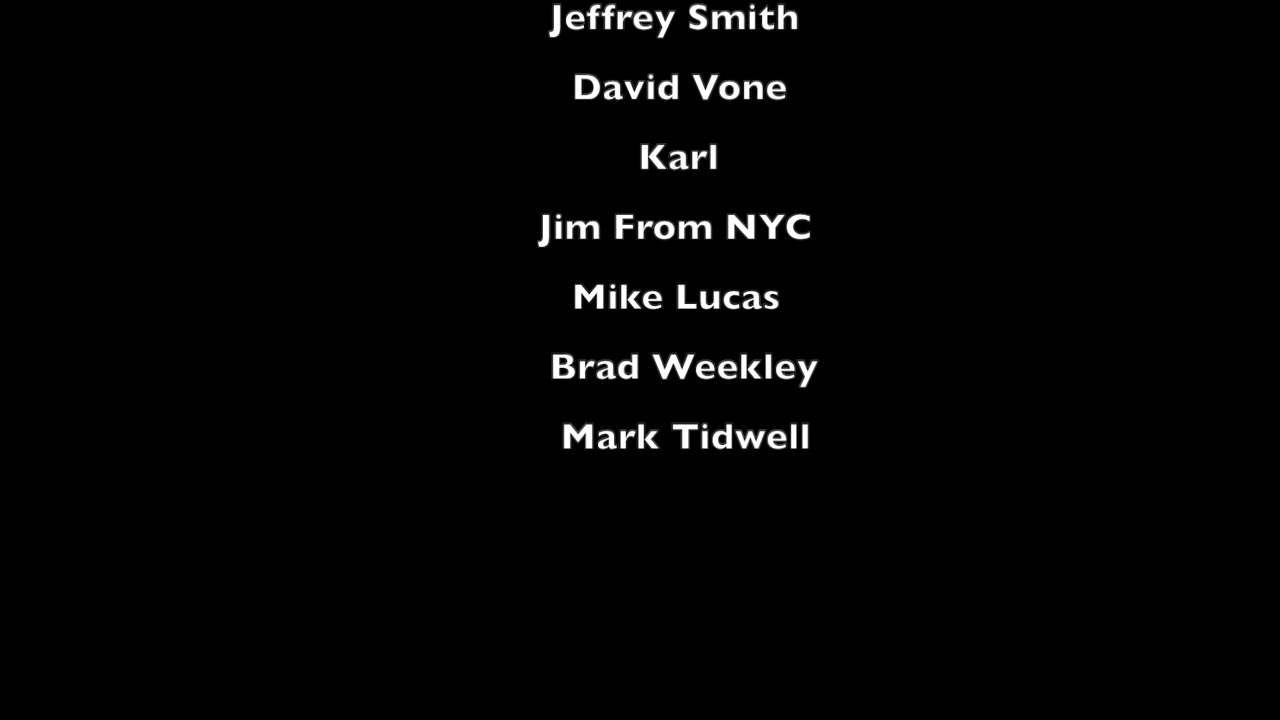 Jeffrey Smith
David Vone
Karl
Jim From NYC
Mike Lucas
Brad Weekley
Mark Tidwell